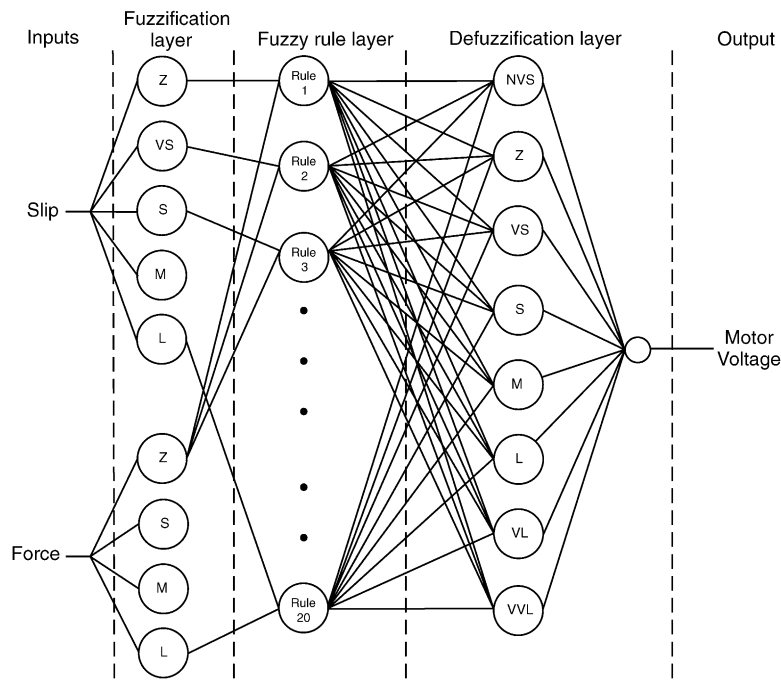 Inputs
Fuzzification
layer
Fuzzy rule layer
Defuzzification layer
Output
Slip
Force
Z
VS
S
M
L
Z
S
M
L
Rule
1
Rule
2
Rule
3
Rule
20
NVS
Z
VS
S
M
L
VL
VVL
Motor
Voltage